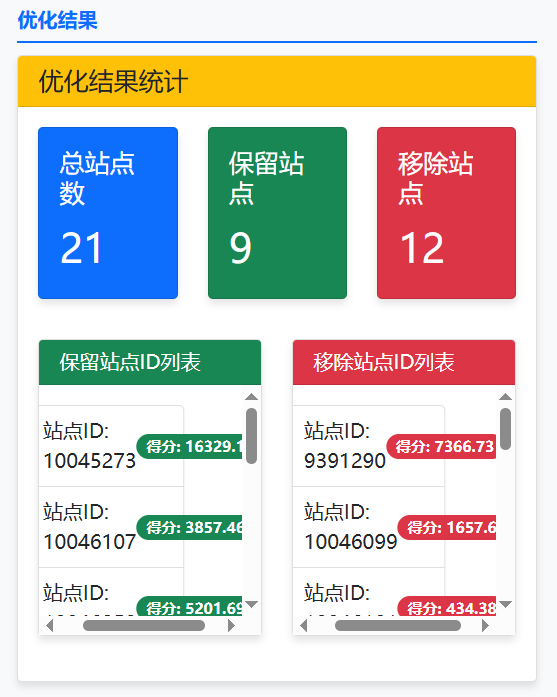 优化结果
优化结果统计
总站点
数
21
保留站
点
9
移除站
点
12
保留站点ID列表
站点ID:
10045273
得分: 16329.1
站点ID:
10046107
得分: 3857.46
站点ID:
得分: 5201.69
移除站点ID列表
站点ID:
9391290
得分: 7366.73
站点ID:
10046099
得分: 1657.6
站点ID:
得分: 434.38